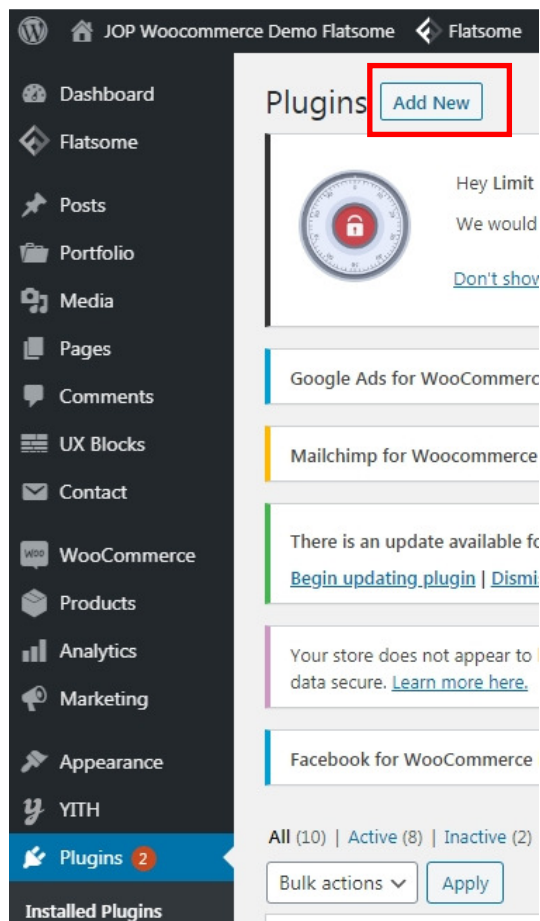 JOP Woocommerce Demo Flatsome Flatsome
Dashboard
Flatsome
Posts
Portfolio
Media
Pages
Comments
UX Blocks
Contact
WOO WooCommerce
Products
Analytics
Marketing
Appearance
YITH
Plugins 2
Installed Plugins
Plugins Add New
Hey Limit
We would
Don't show
Google Ads for WooCommerc
Mailchimp for Woocommerce
There is an update available fo
Begin updating plugin | Dismis
Your store does not appear to
data secure. Learn more here.
Facebook for WooCommerce
All (10) | Active (8) | Inactive (2)
Bulk actions Apply